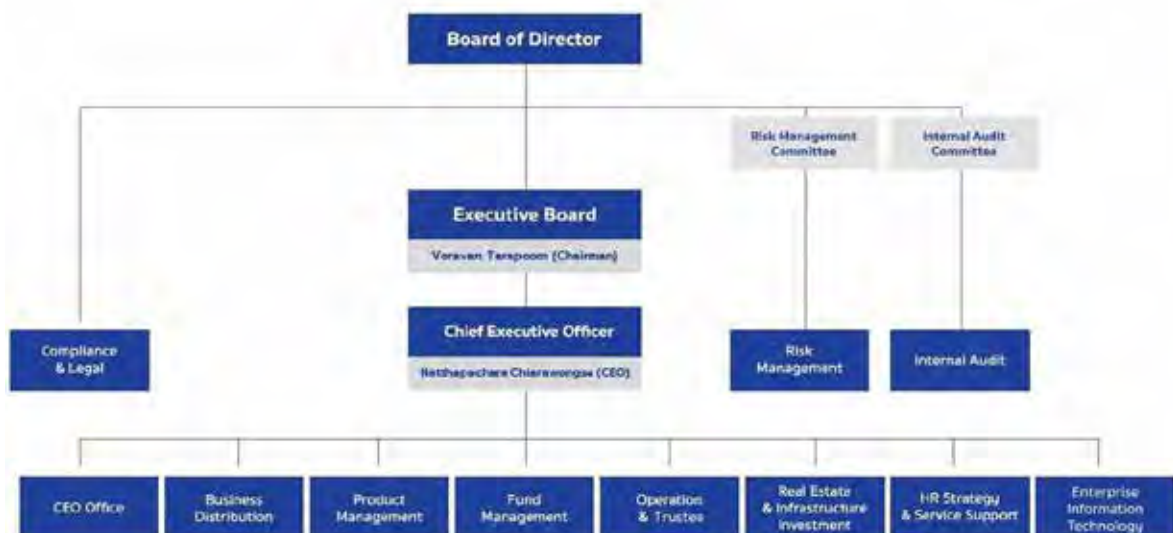 Board of Director
Risk Management
Committee
Internal Audit
Committee
Executive Board
Voravan Tarapoom (Chairman)
Chief Executive Officer
(CEO)
Compliance
& Legal
Risk
Management
Internal Audit
CEO Office
Business
Distribution
Product
Management
Fund
Management
Operation
& Trustee
Real Estate
& Infrastructure
Investment
HR Strategy
& Service Support
Enterprise
Information
Technology